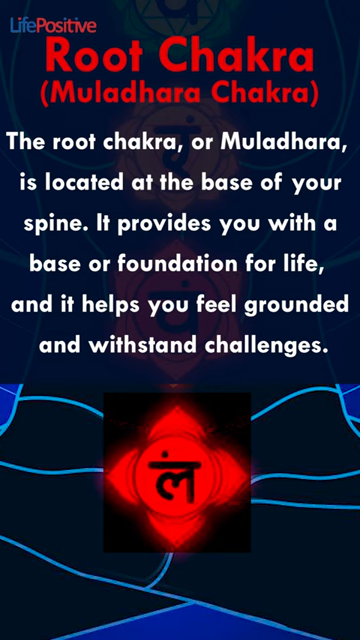 LifePositive
Root Chakra
(Muladhara Chakra)
The root chakra, or Muladhara,
is located at the base of your
spine. It provides you with a
base or foundation for life,
and it helps you feel grounded
and withstand challenges.
लं